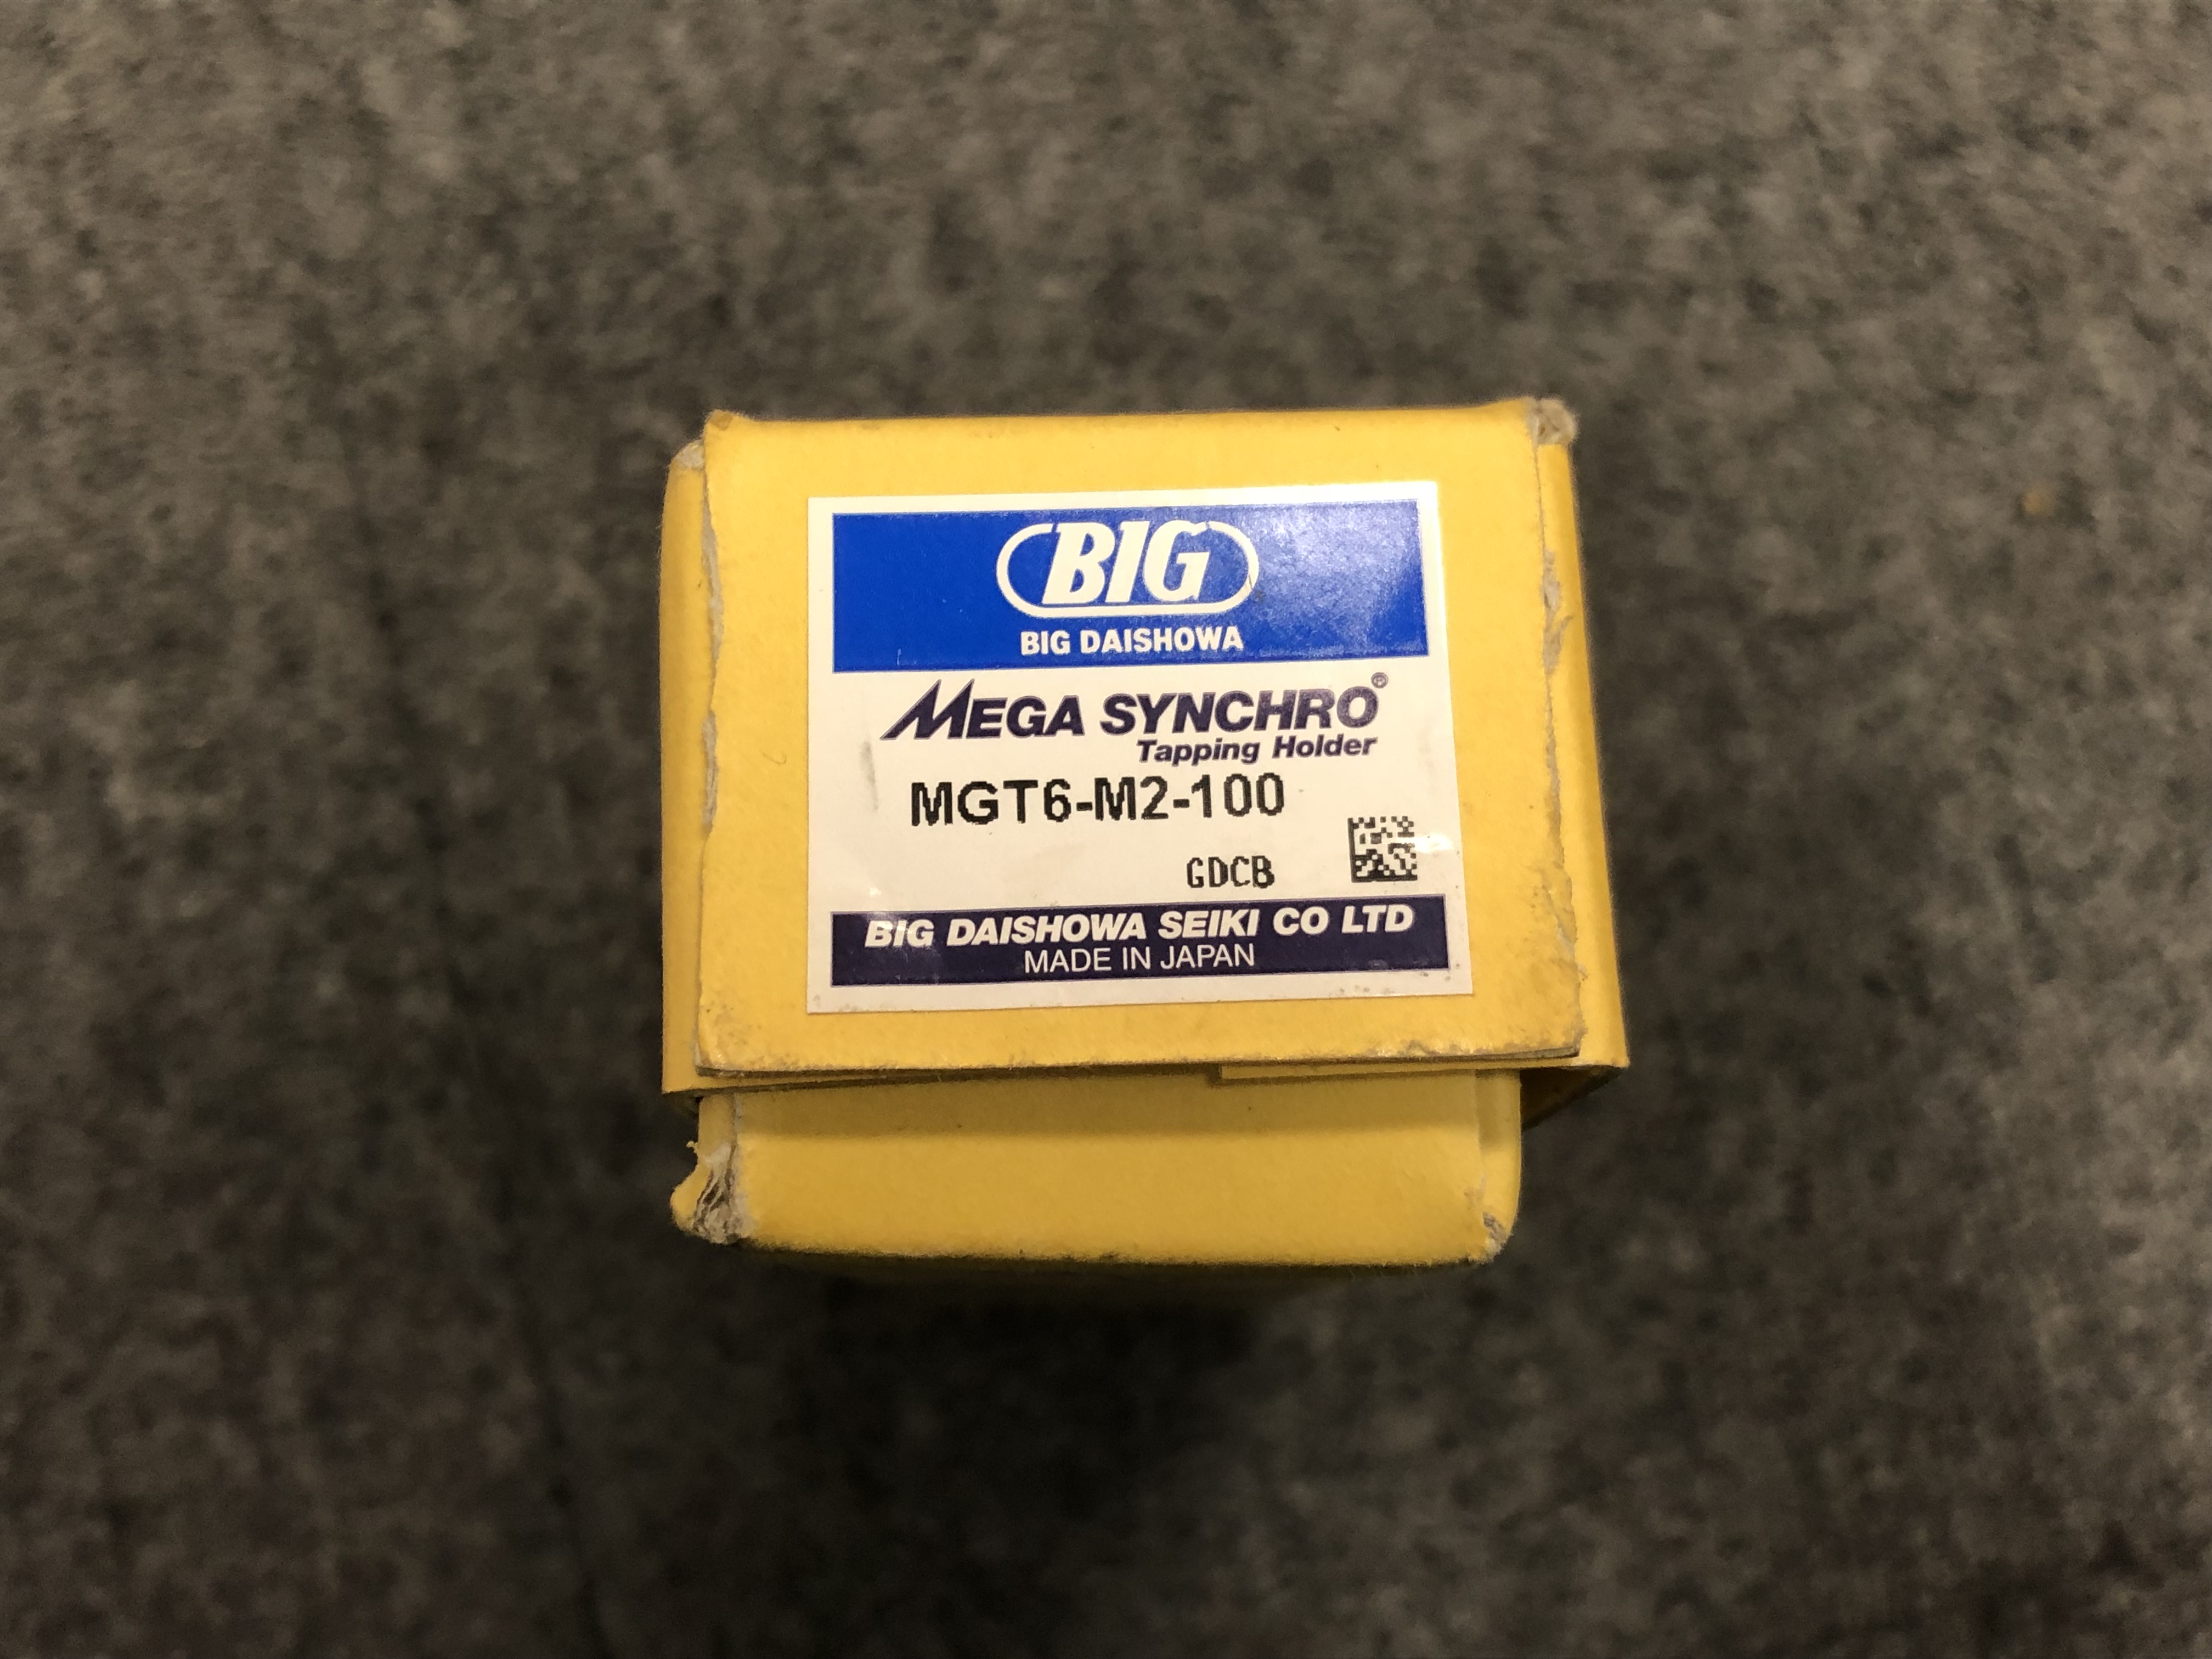 BIG
BIG DAISHOWA
MEGA SYNCHRO®
Tapping Holder
MGT6-M2-100
GDCB
BIG DAISHOWA SEIKI CO LTD
MADE IN JAPAN